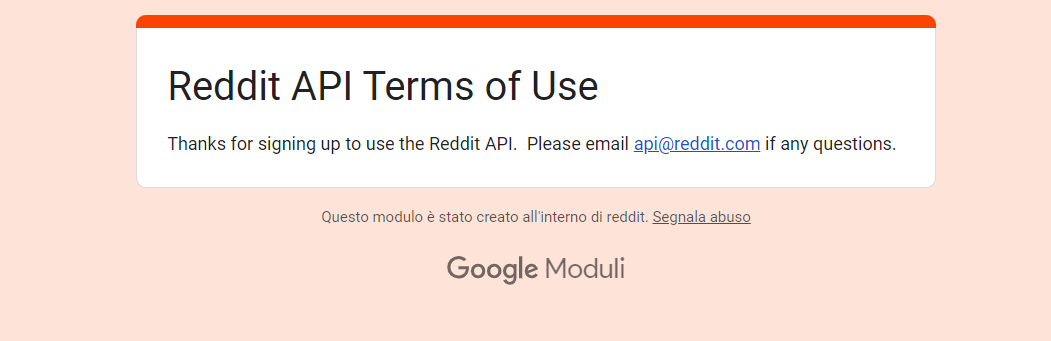 Reddit API Terms of Use
Thanks for signing up to use the Reddit API.  Please email api@reddit.com if any questions.
Questo modulo è stato creato all'interno di reddit. Segnala abuso
Google Moduli